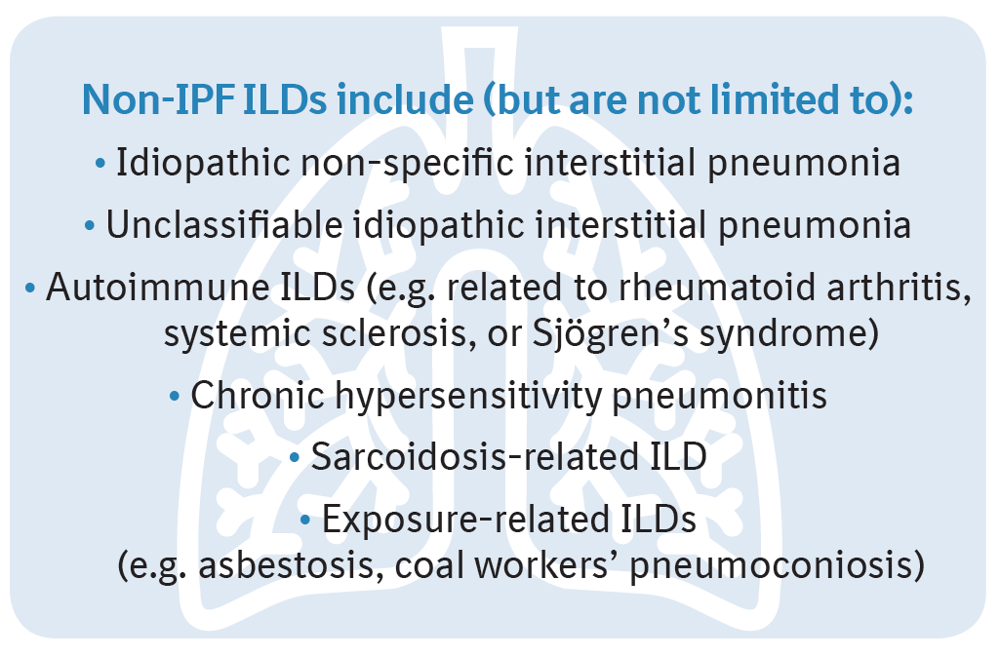 Non-IPF ILDs include (but are not limited to):
• Idiopathic non-specific interstitial pneumonia
• Unclassifiable idiopathic interstitial pneumonia
• Autoimmune ILDs (e.g. related to rheumatoid arthritis,
systemic sclerosis, or Sjögren’s syndrome)
• Chronic hypersensitivity pneumonitis
• Sarcoidosis-related ILD
• Exposure-related ILDs
(e.g. asbestosis, coal workers’ pneumoconiosis)